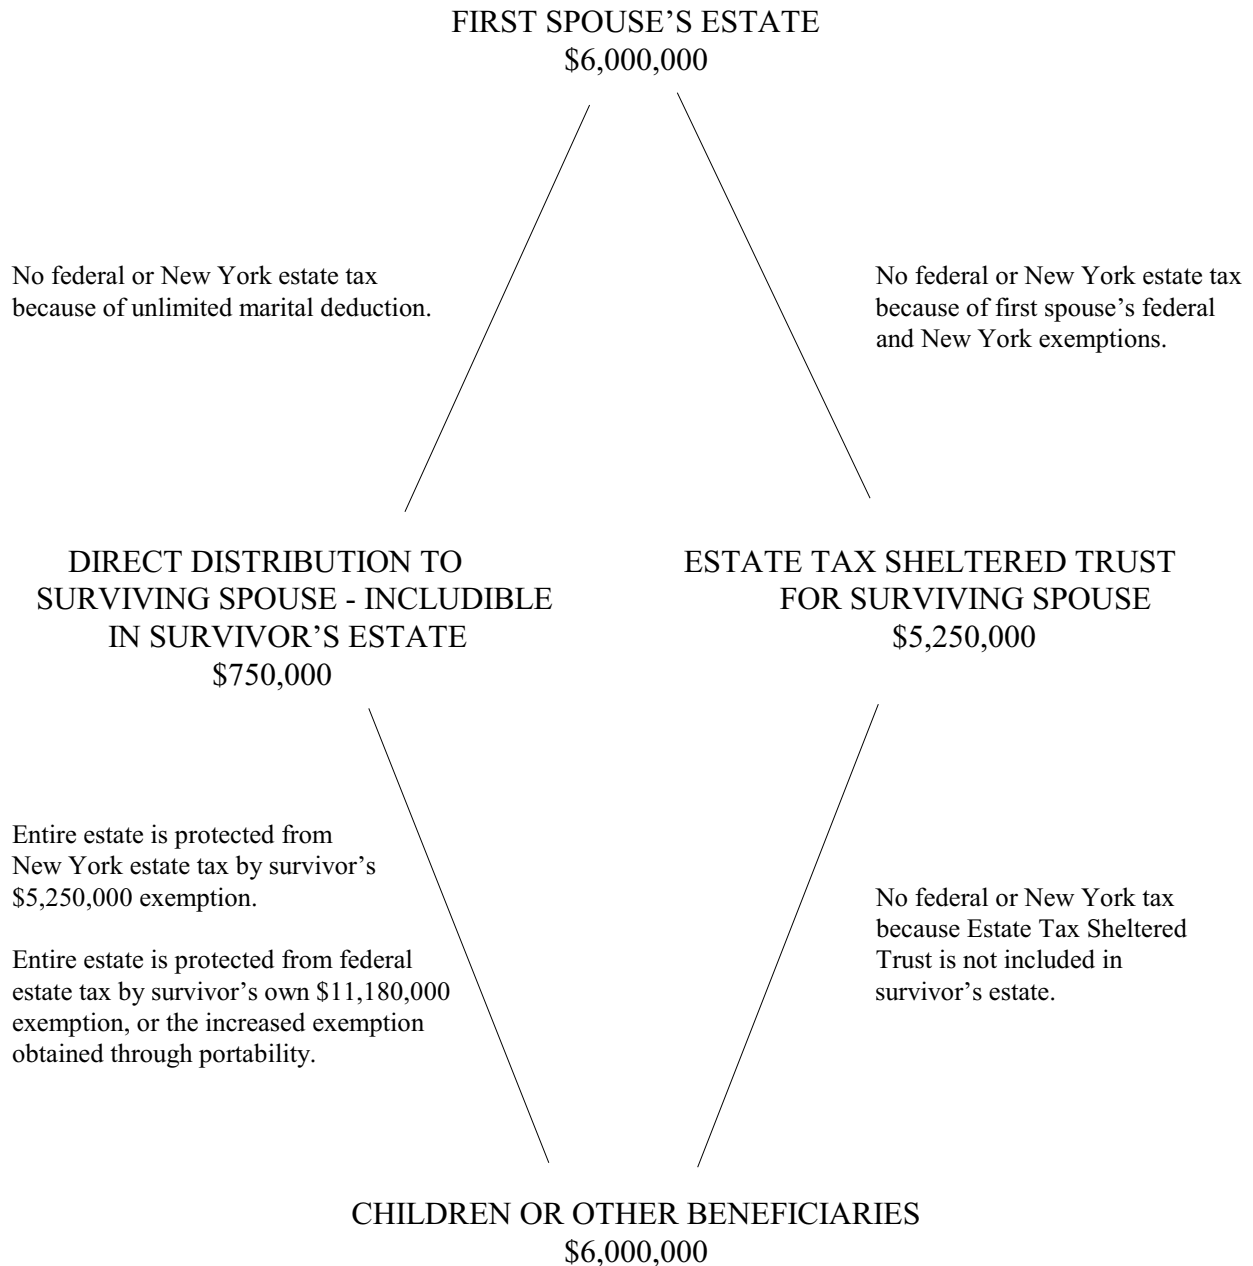 FIRST SPOUSE’S ESTATE
$6,000,000
No federal or New York estate tax
because of unlimited marital deduction.
No federal or New York estate tax
because of first spouse’s federal
and New York exemptions.
DIRECT DISTRIBUTION TO
SURVIVING SPOUSE - INCLUDIBLE
IN SURVIVOR’S ESTATE
$750,000
ESTATE TAX SHELTERED TRUST
FOR SURVIVING SPOUSE
$5,250,000
Entire estate is protected from
New York estate tax by survivor’s
$5,250,000 exemption.
Entire estate is protected from federal
estate tax by survivor’s own $11,180,000
exemption, or the increased exemption
obtained through portability.
No federal or New York tax
because Estate Tax Sheltered
Trust is not included in
survivor’s estate.
CHILDREN OR OTHER BENEFICIARIES
$6,000,000